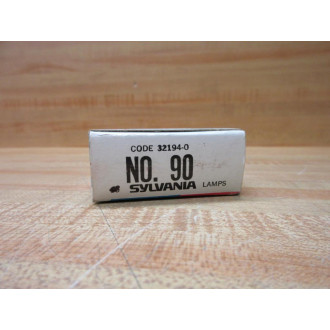 CODE 32194-0
NO. 90
SYLVANIA LAMPS